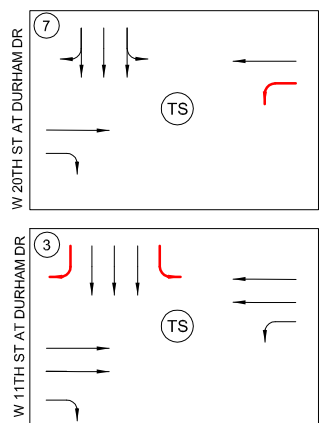 7
W 20TH ST AT DURHAM DR
TS
3
W 11TH ST AT DURHAM DR
TS